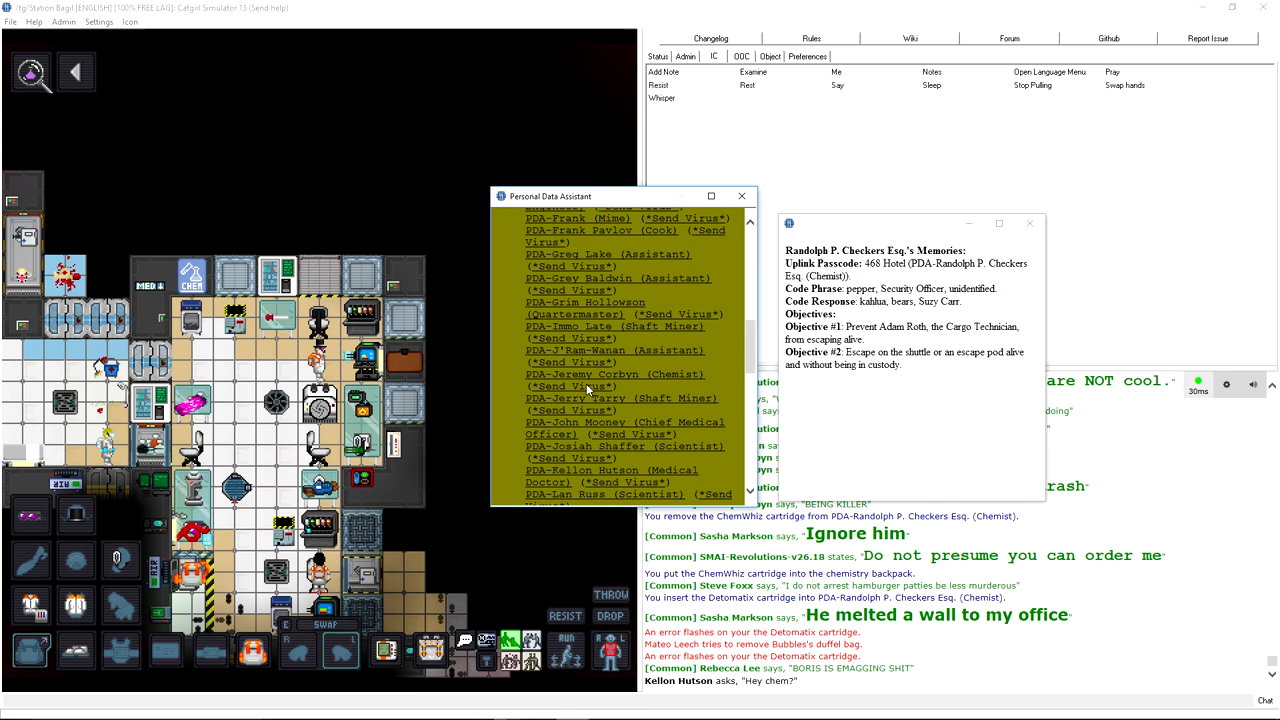 /tg/Station Bagil [ENGLISH] [100% FREE LAG]: Catgirl Simulator 13 (Send help)
File Help Admin Settings Icon
Changelog Rules Wiki Forum Github Report Issue
Status Admin IC OOC Object Preferences
Add Note Examine Me Notes Open Language Menu Pray
Resist Rest Say Sleep Stop Pulling Swap hands
Whisper
Personal Data Assistant
PDA-Frank (Mime) (*Send Virus*)
PDA-Frank Pavlov (Cook) (*Send
Virus*)
PDA-Greg Lake (Assistant)
(*Send Virus*)
PDA-Grey Baldwin (Assistant)
(*Send Virus*)
PDA-Grim Hollowson
(Quartermaster) (*Send Virus*)
PDA-Immo Late (Shaft Miner)
(*Send Virus*)
PDA-J'Ram-Wanan (Assistant)
(*Send Virus*)
PDA-Jeremy Corbyn (Chemist)
(*Send Virus*)
PDA-Jerry Tarry (Shaft Miner)
(*Send Virus*)
PDA-John Mooney (Chief Medical
Officer) (*Send Virus*)
PDA-Josiah Shaffer (Scientist)
(*Send Virus*)
PDA-Kellon Hutson (Medical
Doctor) (*Send Virus*)
PDA-Lan Russ (Scientist) (*Send
Randolph P. Checkers Esq.'s Memories:
Uplink Passcode: 468 Hotel (PDA-Randolph P. Checkers
Esq. (Chemist)).
Code Phrase: pepper, Security Officer, unidentified.
Code Response: kahlua, bears, Suzy Carr.
Objectives:
Objective #1: Prevent Adam Roth, the Cargo Technician,
from escaping alive.
Objective #2: Escape on the shuttle or an escape pod alive
and without being in custody.
are NOT cool."
30ms
doing"
rash"
says, "BEING KILLER"
You remove the ChemWhiz cartridge from PDA-Randolph P. Checkers Esq. (Chemist).
[Common] Sasha Markson says, "Ignore him"
[Common] SMAI-Revolutions-v26.18 states, "Do not presume you can order me"
You put the ChemWhiz cartridge into the chemistry backpack.
[Common] Steve Foxx says, "I do not arrest hamburger patties be less murderous"
You insert the Detomatix cartridge into PDA-Randolph P. Checkers Esq. (Chemist).
[Common] Sasha Markson says, "He melted a wall to my office"
An error flashes on your the Detomatix cartridge.
Mateo Leech tries to remove Bubbles's duffel bag.
An error flashes on your the Detomatix cartridge.
[Common] Rebecca Lee says, "BORIS IS EMAGGING SHIT"
Kellon Hutson asks, "Hey chem?"
Chat
MED
CHEM
AIR
AIR
THROW
RESIST DROP
E SWAP
R L
RUN
R L